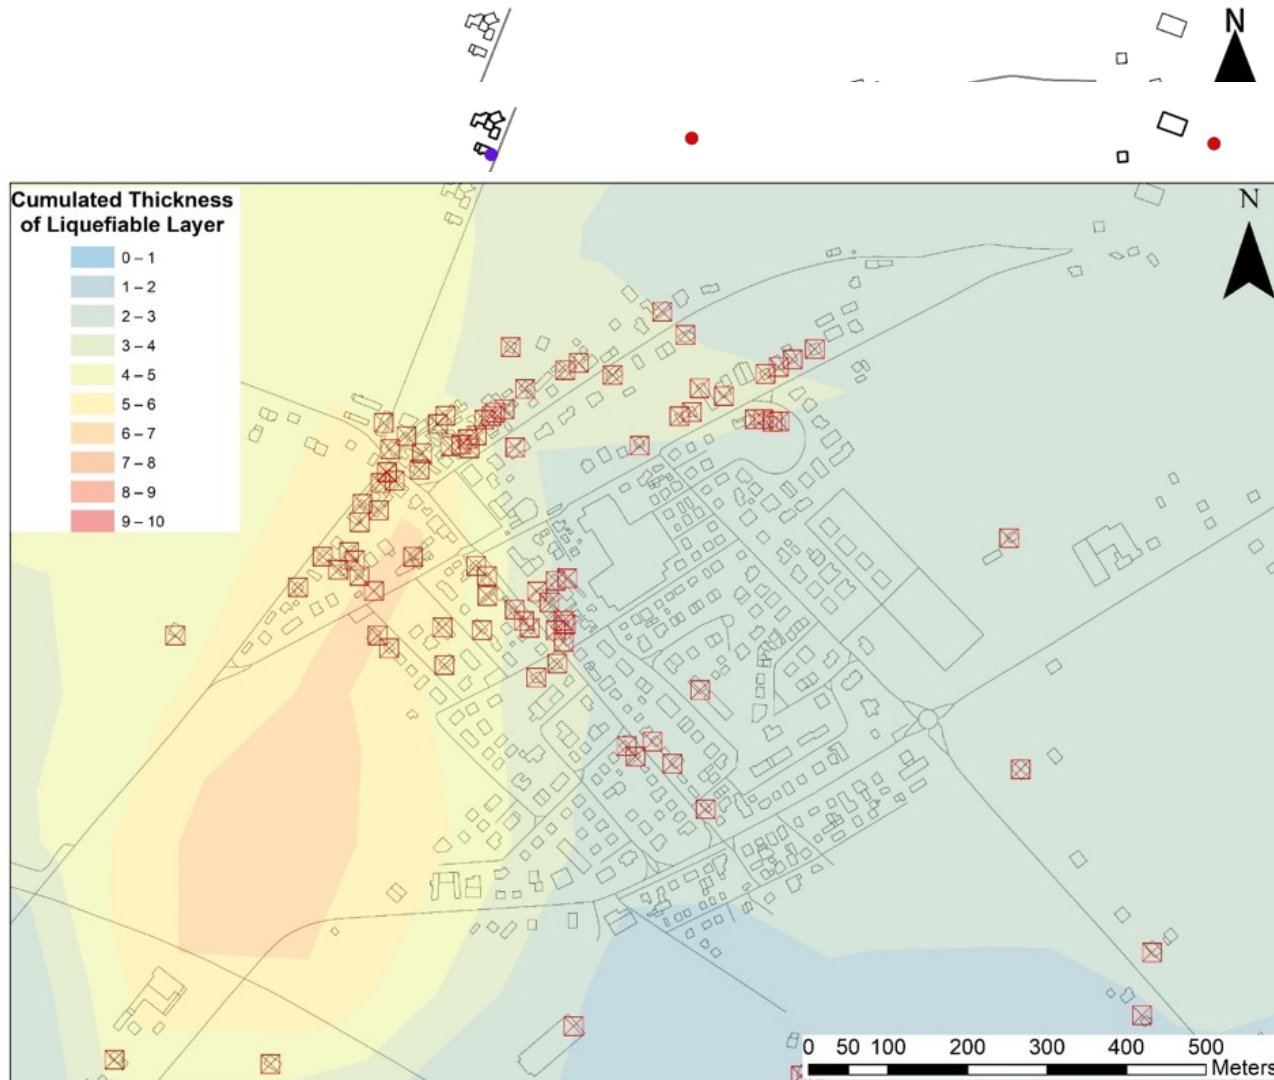 N
N
Cumulated Thickness
of Liquefiable Layer
0 – 1
1 – 2
2 – 3
3 – 4
4 – 5
5 – 6
6 – 7
7 – 8
8 – 9
9 – 10
0 50 100 200 300 400 500
Meters